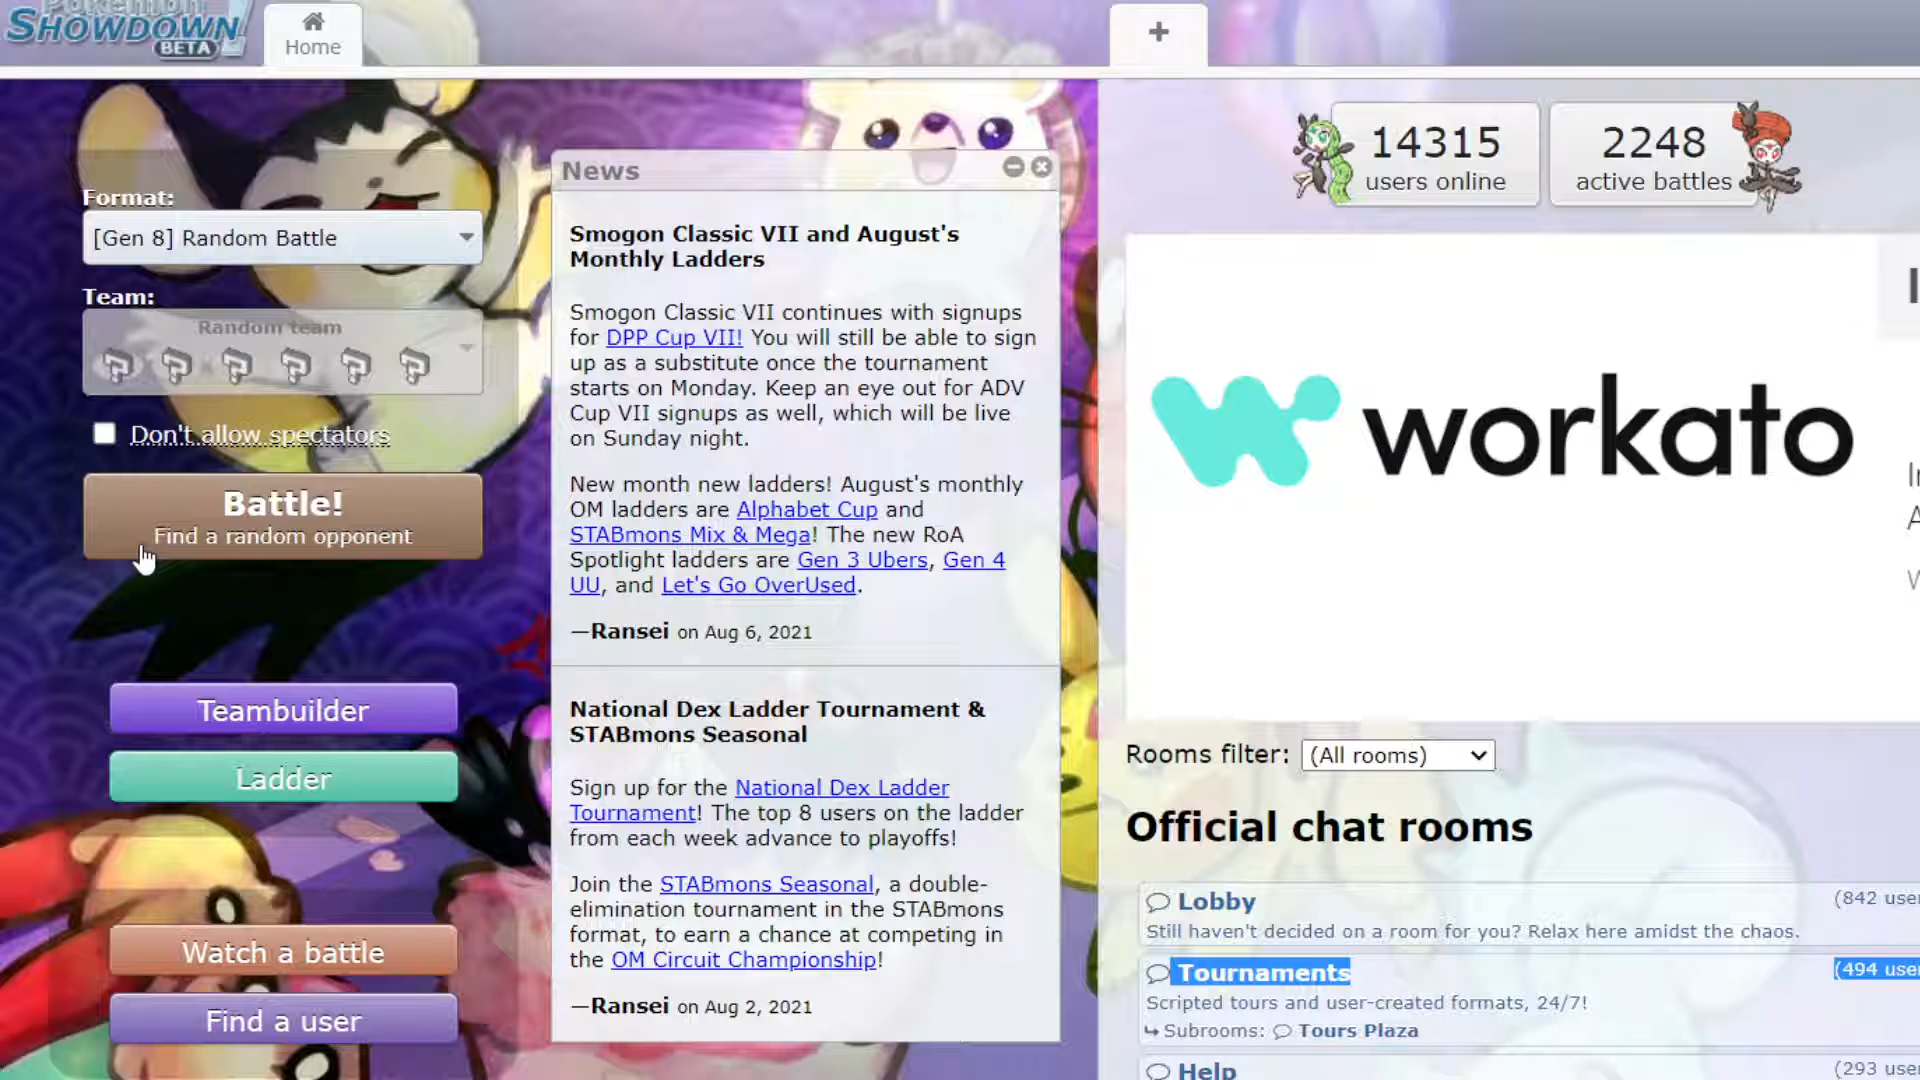 Pokémon
SHOWDOWN!
BETA
Home
+
Format:
[Gen 8] Random Battle
Team:
Random team
Don't allow spectators
Battle!
Find a random opponent
Teambuilder
Ladder
Watch a battle
Find a user
News
Smogon Classic VII and August's
Monthly Ladders
Smogon Classic VII continues with signups
for DPP Cup VII! You will still be able to sign
up as a substitute once the tournament
starts on Monday. Keep an eye out for ADV
Cup VII signups as well, which will be live
on Sunday night.
New month new ladders! August's monthly
OM ladders are Alphabet Cup and
STABmons Mix & Mega! The new RoA
Spotlight ladders are Gen 3 Ubers, Gen 4
UU, and Let's Go OverUsed.
—Ransei on Aug 6, 2021
National Dex Ladder Tournament &
STABmons Seasonal
Sign up for the National Dex Ladder
Tournament! The top 8 users on the ladder
from each week advance to playoffs!
Join the STABmons Seasonal, a double-
elimination tournament in the STABmons
format, to earn a chance at competing in
the OM Circuit Championship!
—Ransei on Aug 2, 2021
14315
users online
2248
active battles
workato
Rooms filter: (All rooms)
Official chat rooms
Lobby (842 user
Still haven't decided on a room for you? Relax here amidst the chaos.
Tournaments (494 user
Scripted tours and user-created formats, 24/7!
↳ Subrooms: Tours Plaza
Help (293 user